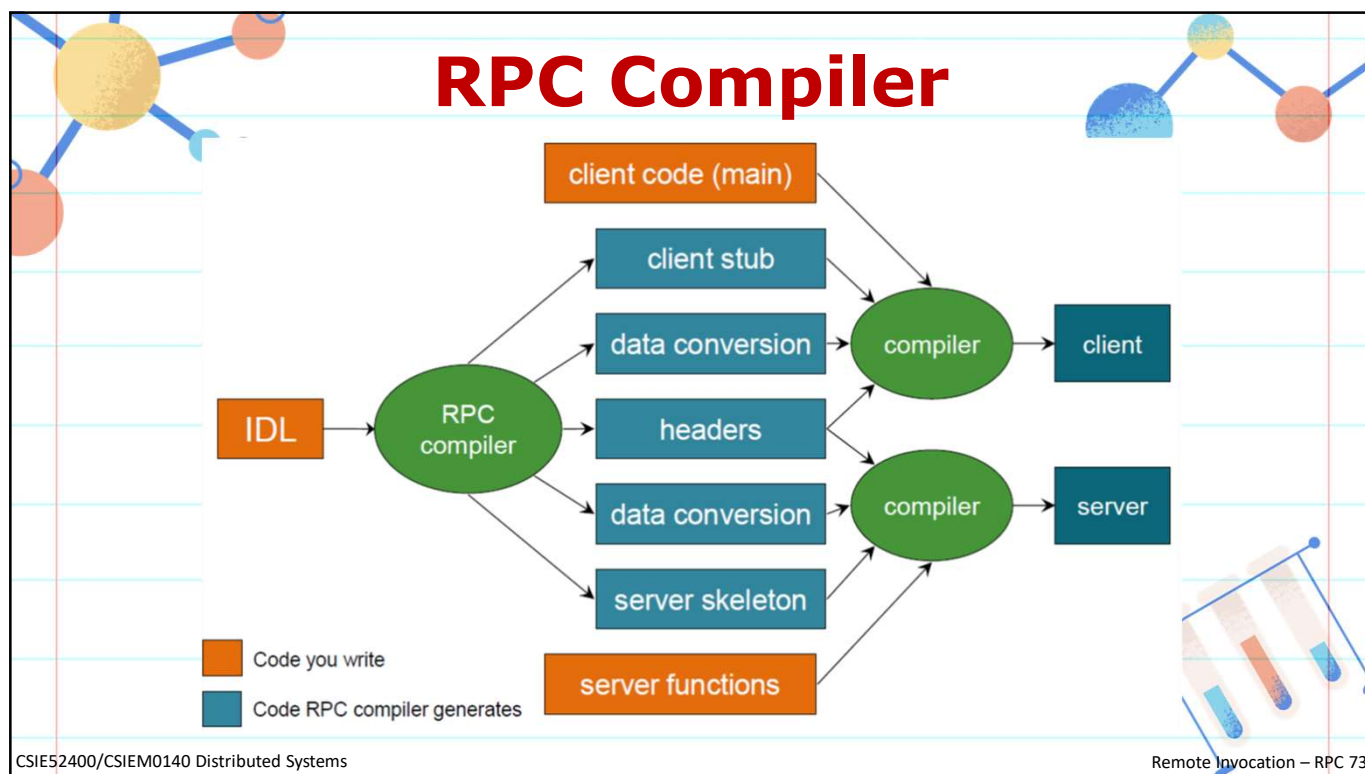 RPC Compiler
client code (main)
client stub
data conversion
compiler
client
IDL
RPC
compiler
headers
data conversion
compiler
server
server skeleton
server functions
Code you write
Code RPC compiler generates
CSIE52400/CSIEM0140 Distributed Systems
Remote Invocation – RPC 73